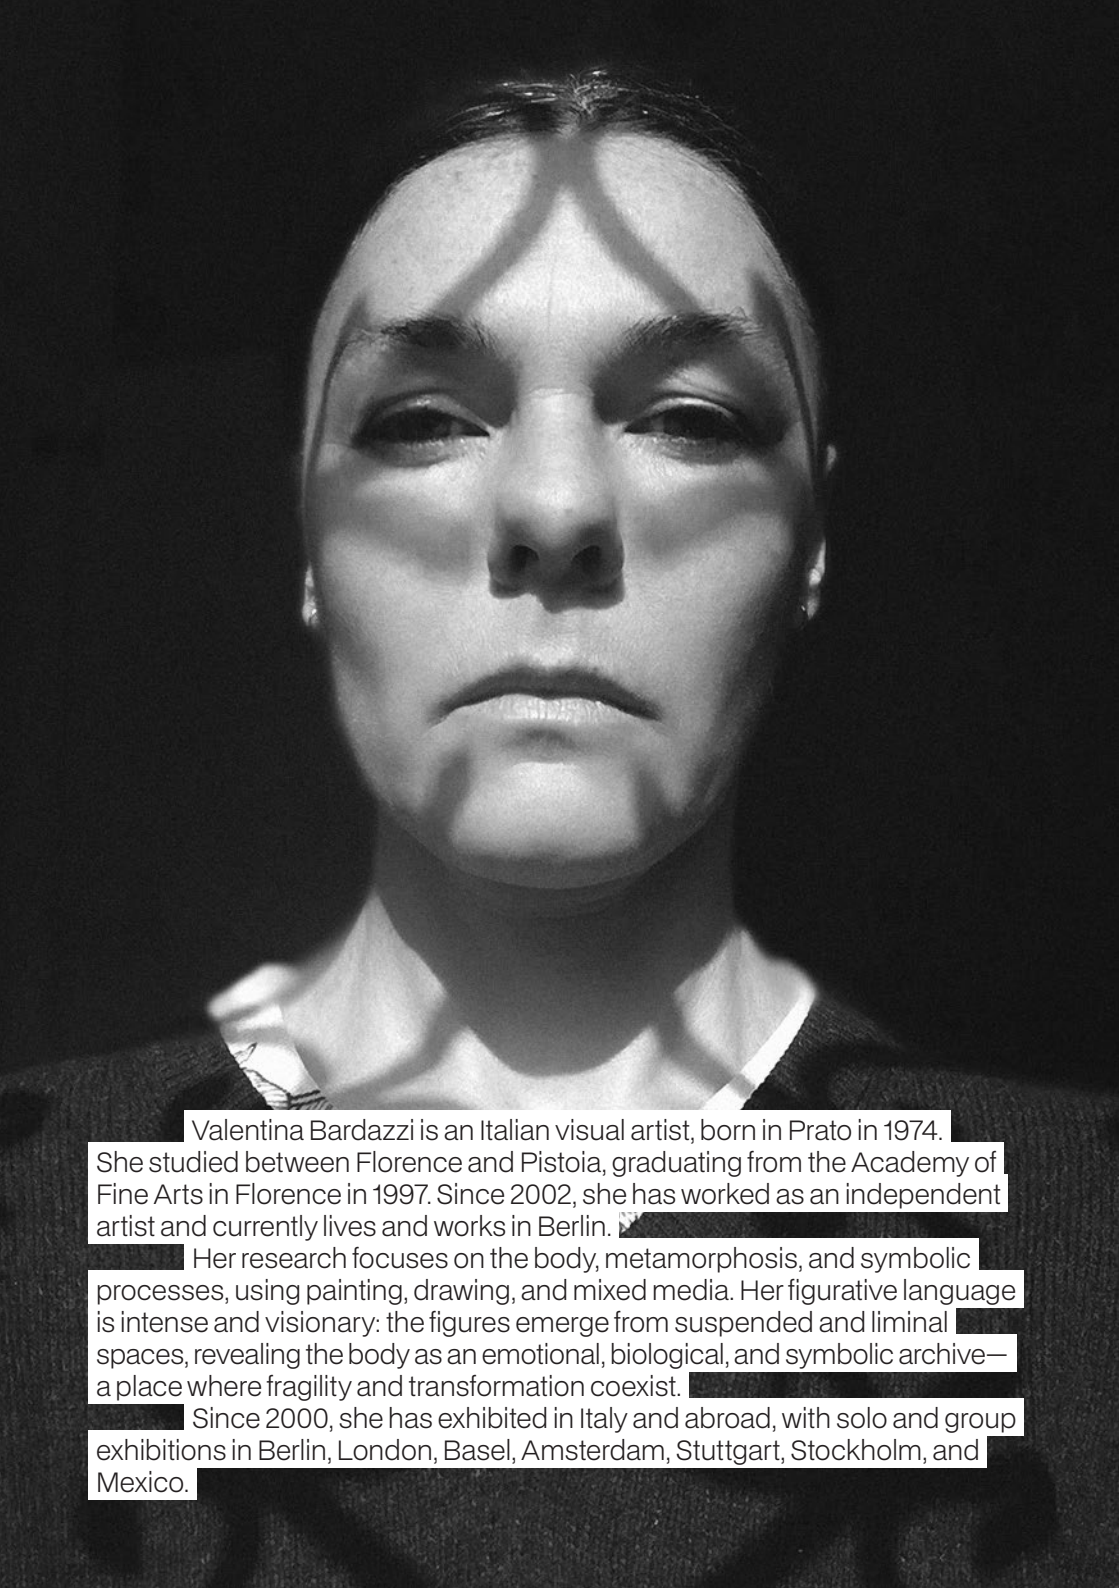 Valentina Bardazzi is an Italian visual artist, born in Prato in 1974.
She studied between Florence and Pistoia, graduating from the Academy of
Fine Arts in Florence in 1997. Since 2002, she has worked as an independent
artist and currently lives and works in Berlin.
Her research focuses on the body, metamorphosis, and symbolic
processes, using painting, drawing, and mixed media. Her figurative language
is intense and visionary: the figures emerge from suspended and liminal
spaces, revealing the body as an emotional, biological, and symbolic archive—
a place where fragility and transformation coexist.
Since 2000, she has exhibited in Italy and abroad, with solo and group
exhibitions in Berlin, London, Basel, Amsterdam, Stuttgart, Stockholm, and
Mexico.